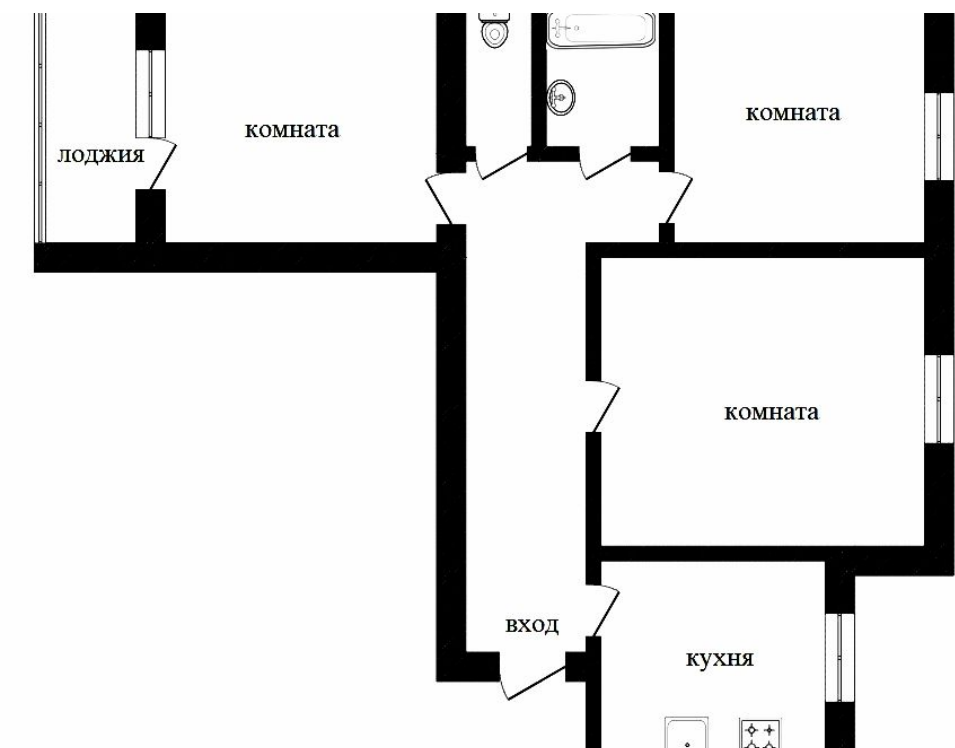 комната
комната
лоджия
комната
вход
кухня